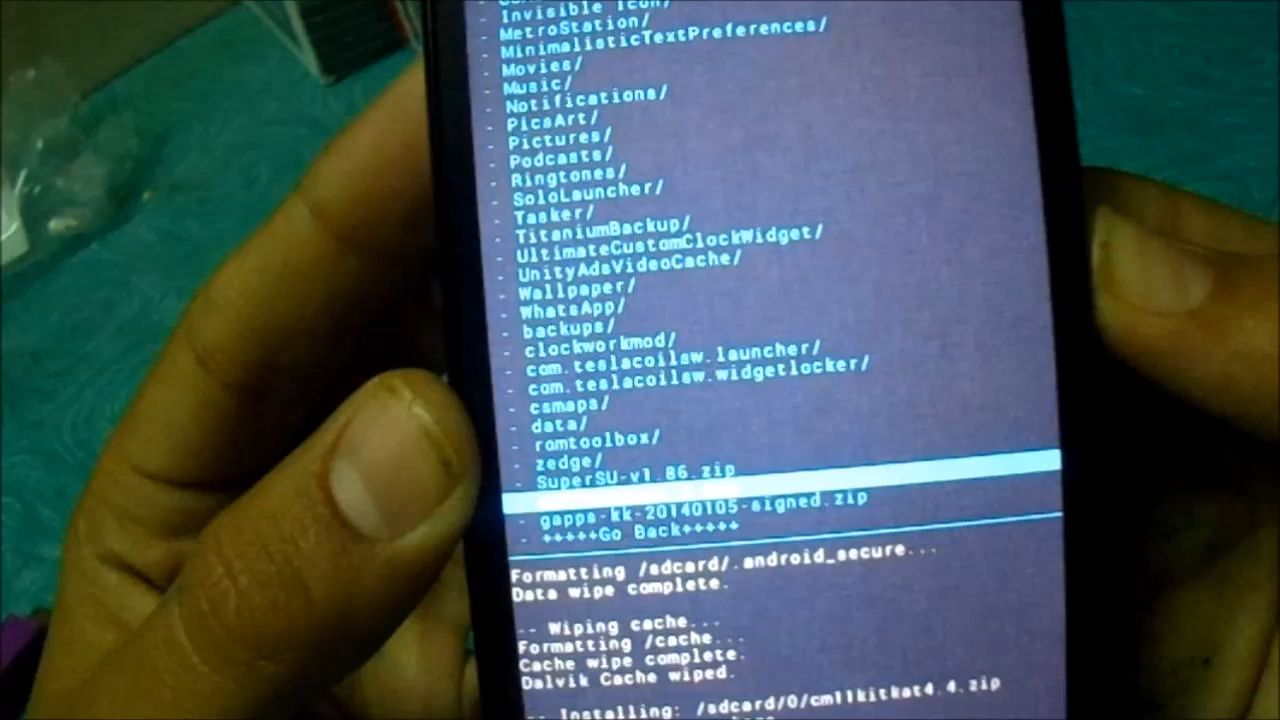 - Invisible Icon/
- MetroStation/
- MinimalisticTextPreferences/
- Movies/
- Music/
- Notifications/
- PicsArt/
- Pictures/
- Podcasts/
- Ringtones/
- SoloLauncher/
- Tasker/
- TitaniumBackup/
- UltimateCustomClockWidget/
- UnityAdsVideoCache/
- Wallpaper/
- WhatsApp/
- backups/
- clockworkmod/
- com.teslacoilsw.launcher/
- com.teslacoilsw.widgetlocker/
- csmaps/
- data/
- romtoolbox/
- zedge/
- SuperSU-v1.86.zip
- gapps-kk-20140105-signed.zip
- +++++Go Back+++++
Formatting /sdcard/.android_secure...
Data wipe complete.
-- Wiping cache...
Formatting /cache...
Cache wipe complete.
Dalvik Cache wiped.
-- Installing: /sdcard/0/cm11kitkat4.4.zip